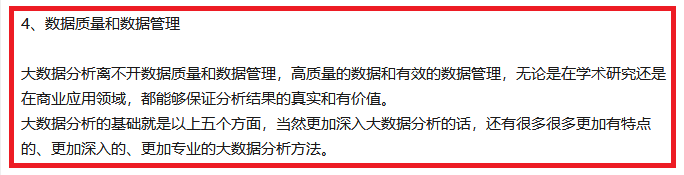 4、数据质量和数据管理
大数据分析离不开数据质量和数据管理，高质量的数据和有效的数据管理，无论是在学术研究还是
在商业应用领域，都能够保证分析结果的真实和有价值。
大数据分析的基础就是以上五个方面，当然更加深入大数据分析的话，还有很多很多更加有特点
的、更加深入的、更加专业的大数据分析方法。